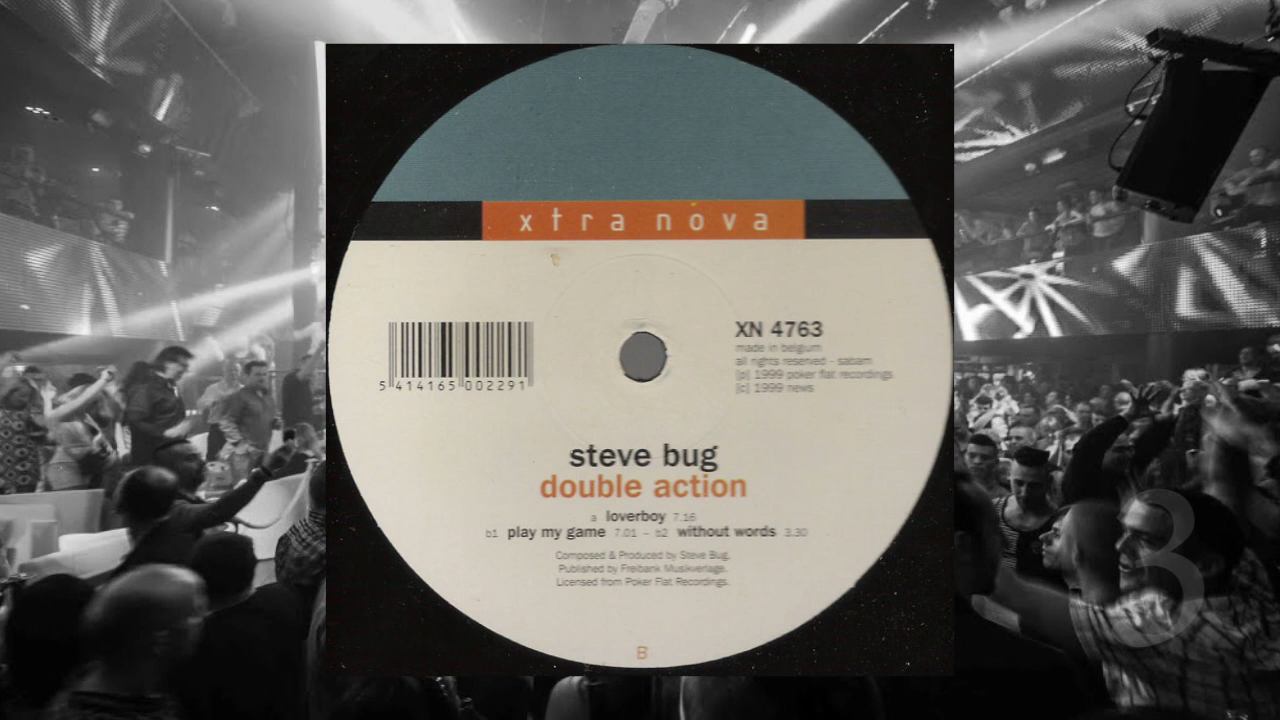 xtra nova
5 414165 002291
XN 4763
made in belgium
all rights reserved - sabam
[p] 1999 poker flat recordings
[c] 1999 news
steve bug
double action
a loverboy 7.16
b1 play my game 7.01 - b2 without words 3.30
Composed & Produced by Steve Bug.
Published by Freibank Musikverlage.
Licensed from Poker Flat Recordings.
B
3